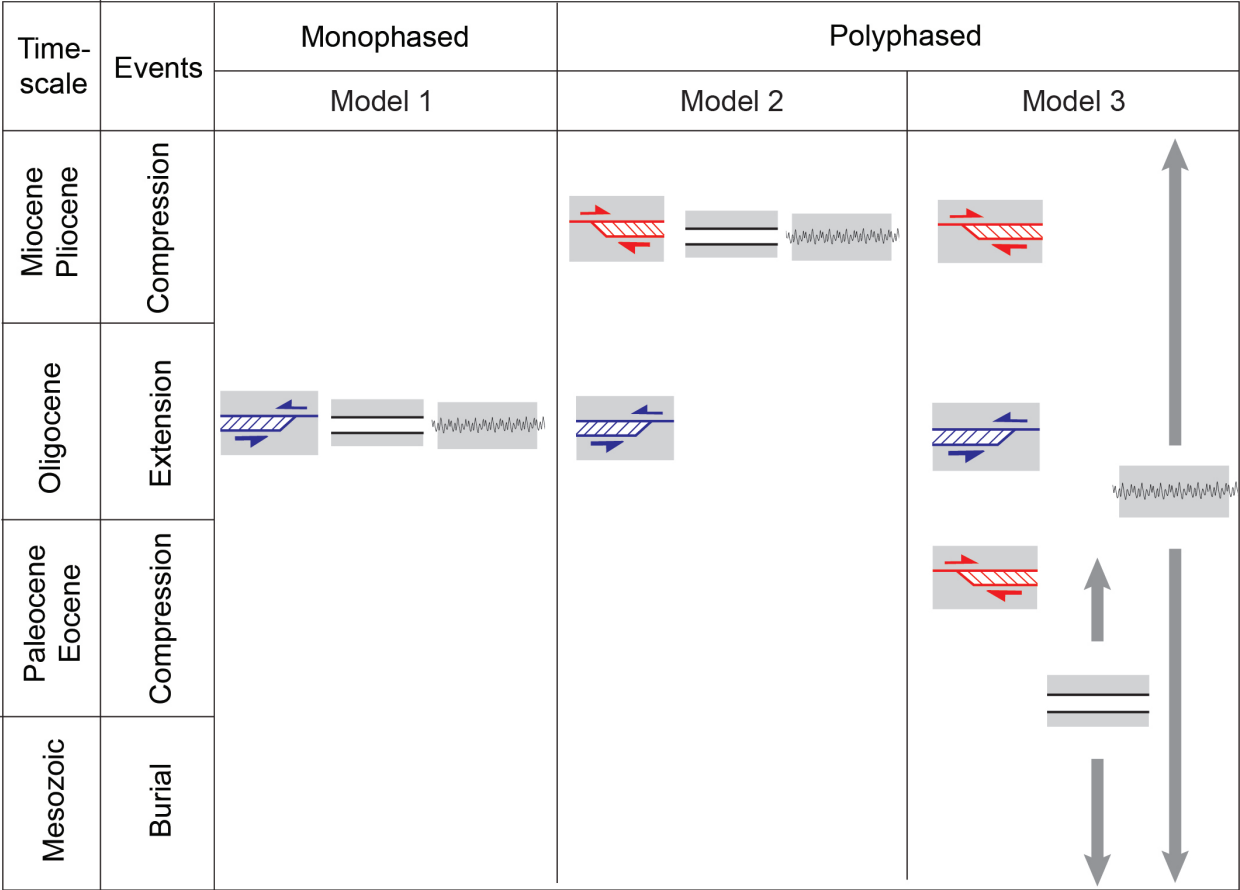 Time-
scale
Events
Monophased
Polyphased
Model 1
Model 2
Model 3
Miocene
Pliocene
Compression
Oligocene
Extension
Paleocene
Eocene
Compression
Mesozoic
Burial